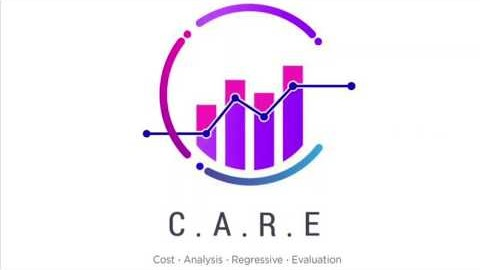 C.A.R.E
Cost · Analysis · Regressive · Evaluation